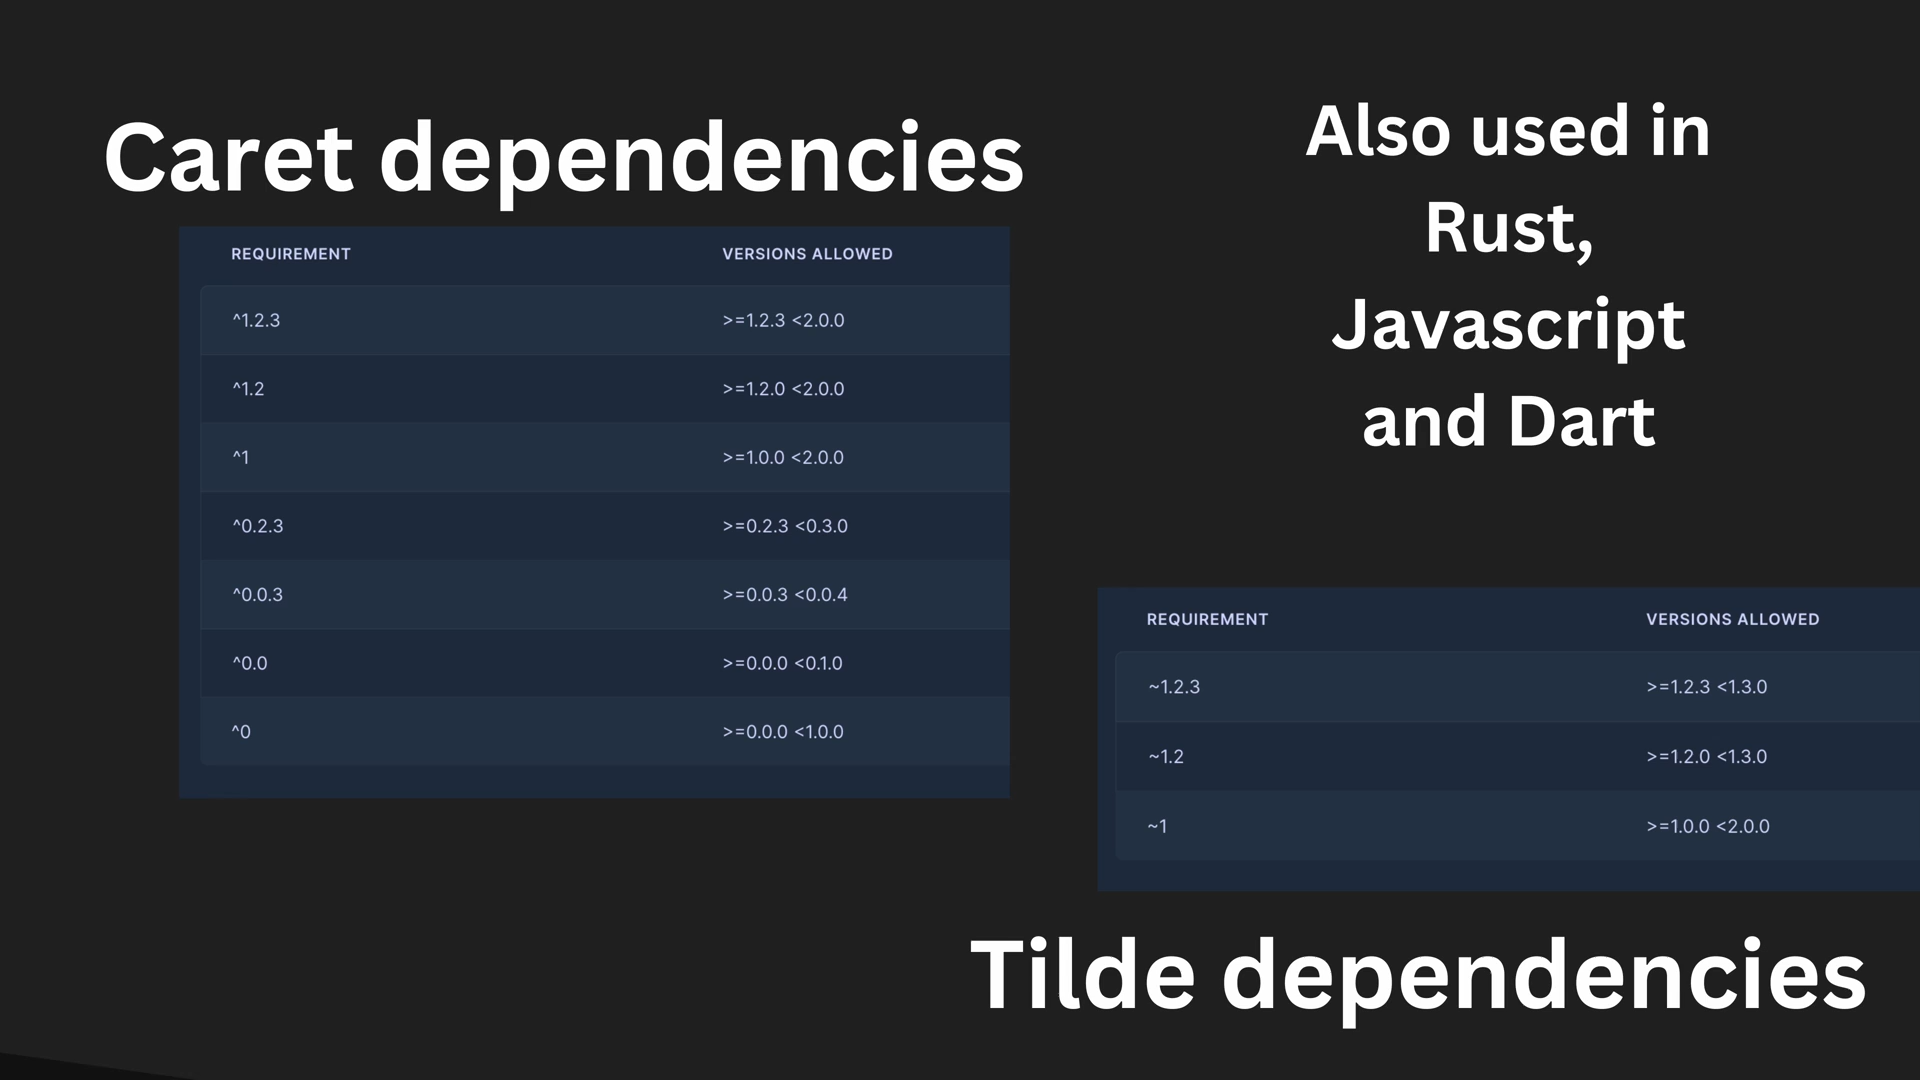 Caret dependencies
REQUIREMENT VERSIONS ALLOWED
^1.2.3 >=1.2.3 <2.0.0
^1.2 >=1.2.0 <2.0.0
^1 >=1.0.0 <2.0.0
^0.2.3 >=0.2.3 <0.3.0
^0.0.3 >=0.0.3 <0.0.4
^0.0 >=0.0.0 <0.1.0
^0 >=0.0.0 <1.0.0
Also used in
Rust,
Javascript
and Dart
REQUIREMENT VERSIONS ALLOWED
~1.2.3 >=1.2.3 <1.3.0
~1.2 >=1.2.0 <1.3.0
~1 >=1.0.0 <2.0.0
Tilde dependencies